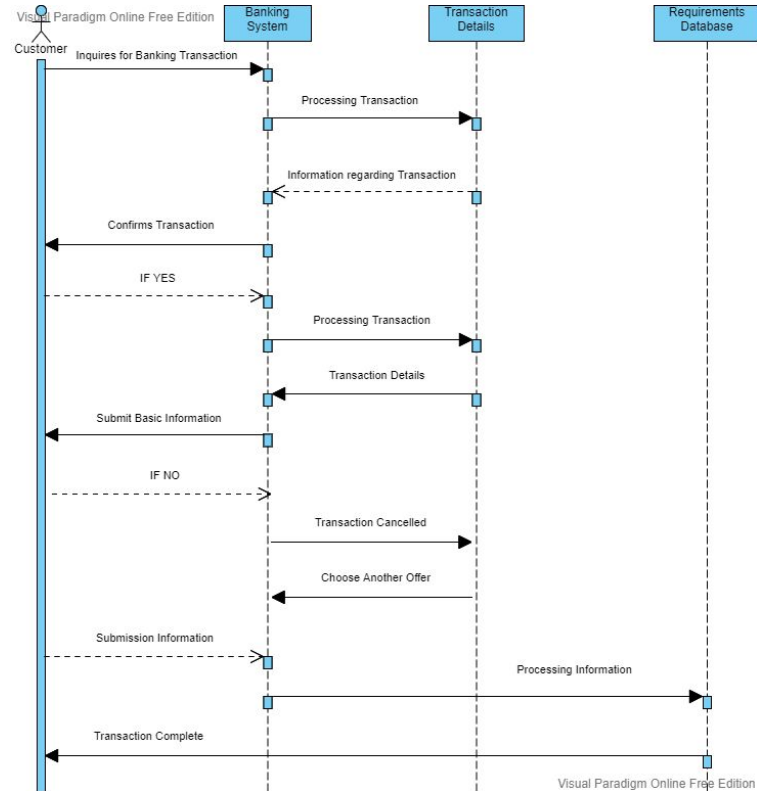 Visual Paradigm Online Free Edition
Banking
System
Transaction
Details
Requirements
Database
Customer
Inquires for Banking Transaction
Processing Transaction
Information regarding Transaction
Confirms Transaction
IF YES
Processing Transaction
Transaction Details
Submit Basic Information
IF NO
Transaction Cancelled
Choose Another Offer
Submission Information
Processing Information
Transaction Complete
Visual Paradigm Online Free Edition